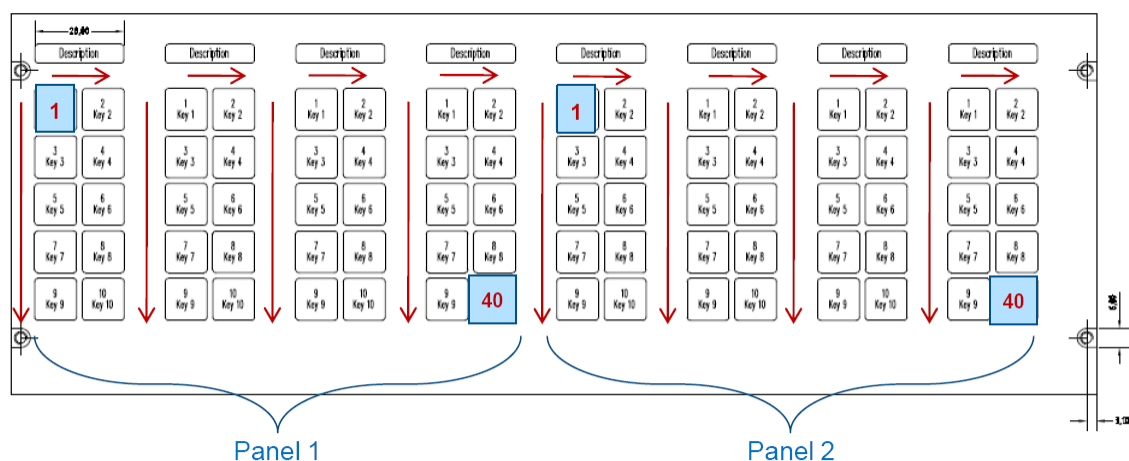 Description Description Description Description Description Description Description Description
1 2 1 2 1 2 1 2 1 2 1 2 1 2 1 2
Key 2 Key 1 Key 2 Key 1 Key 2 Key 1 Key 2 Key 2 Key 1 Key 2 Key 1 Key 2 Key 1 Key 2
3 4 3 4 3 4 3 4 3 4 3 4 3 4 3 4
Key 3 Key 4 Key 3 Key 4 Key 3 Key 4 Key 3 Key 4 Key 3 Key 4 Key 3 Key 4 Key 3 Key 4 Key 3 Key 4
5 6 5 6 5 6 5 6 5 6 5 6 5 6 5 6
Key 5 Key 6 Key 5 Key 6 Key 5 Key 6 Key 5 Key 6 Key 5 Key 6 Key 5 Key 6 Key 5 Key 6 Key 5 Key 6
7 8 7 8 7 8 7 8 7 8 7 8 7 8 7 8
Key 7 Key 8 Key 7 Key 8 Key 7 Key 8 Key 7 Key 8 Key 7 Key 8 Key 7 Key 8 Key 7 Key 8 Key 7 Key 8
9 10 9 10 9 10 9 40 9 10 9 10 9 10 9 40
Key 9 Key 10 Key 9 Key 10 Key 9 Key 10 Key 9 Key 9 Key 10 Key 9 Key 10 Key 9 Key 10 Key 9
Panel 1 Panel 2